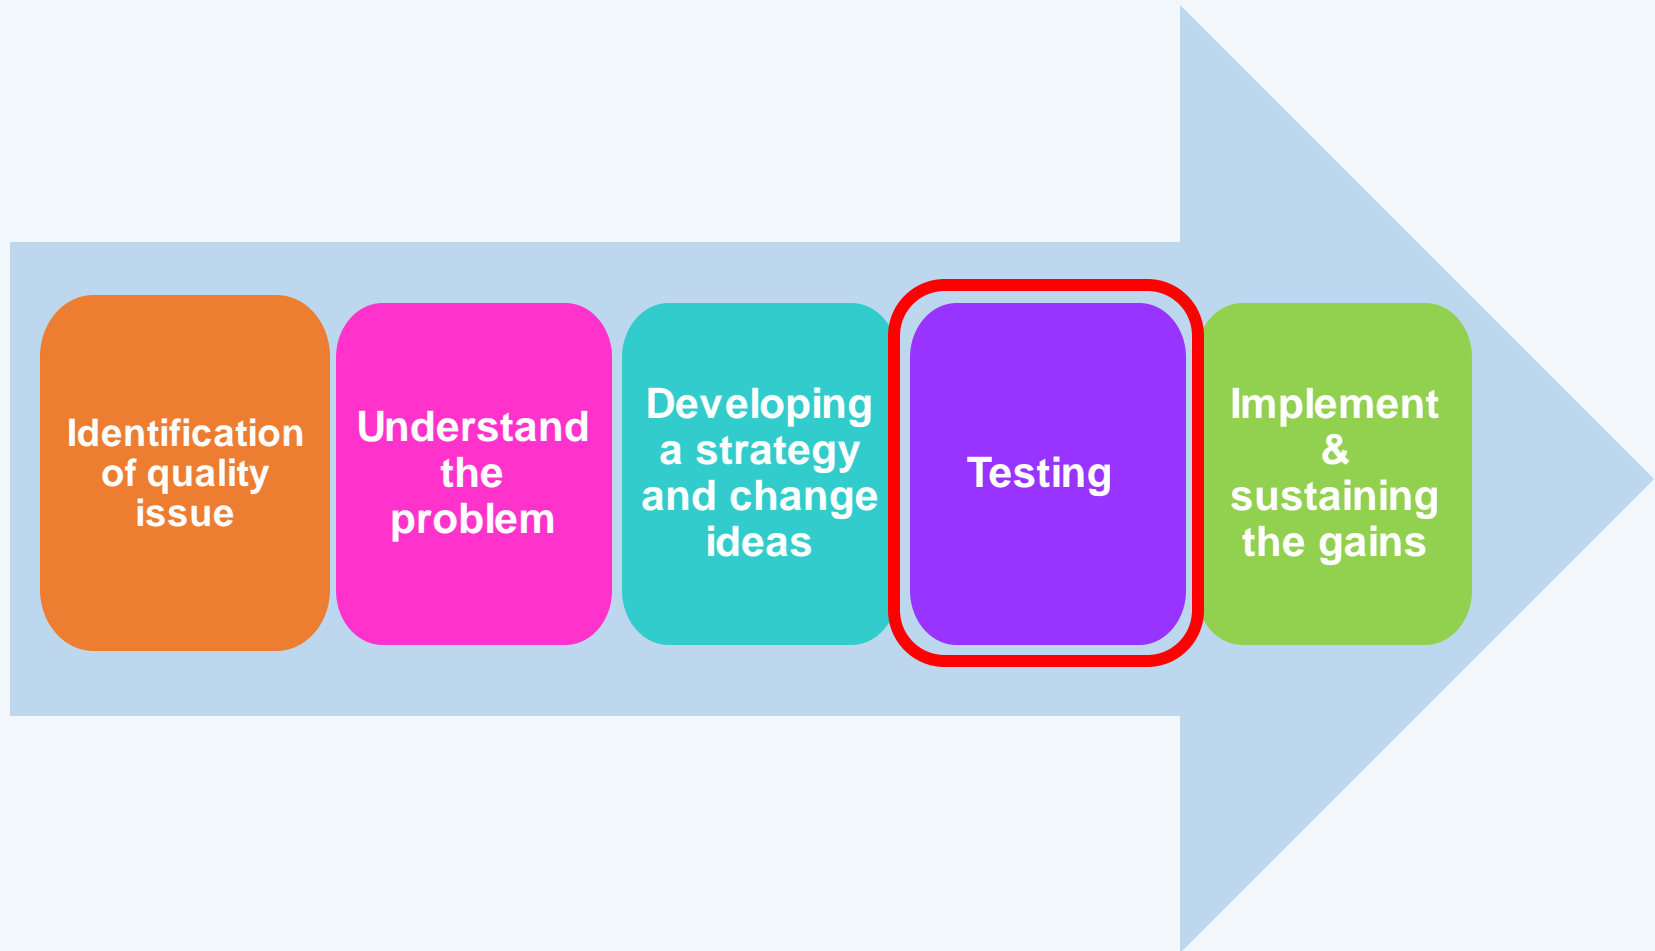 Identification
of quality
issue
Understand
the
problem
Developing
a strategy
and change
ideas
Testing
Implement
&
sustaining
the gains